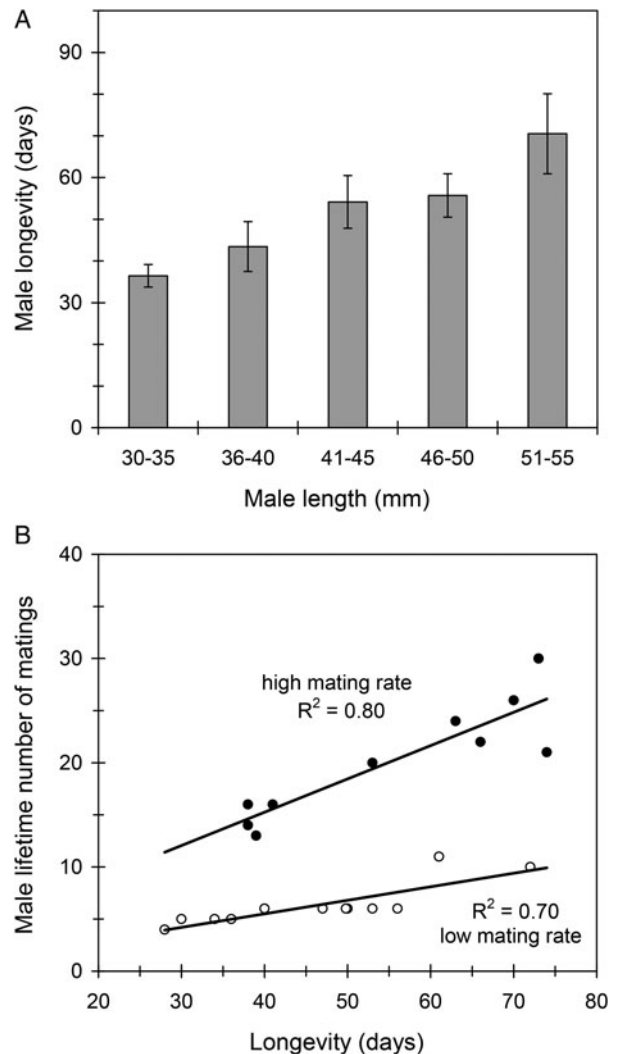 A
Male longevity (days)
90
60
30
0
30-35 36-40 41-45 46-50 51-55
Male length (mm)
B
Male lifetime number of matings
40
30
20
10
0
high mating rate
R² = 0.80
R² = 0.70
low mating rate
20 30 40 50 60 70 80
Longevity (days)